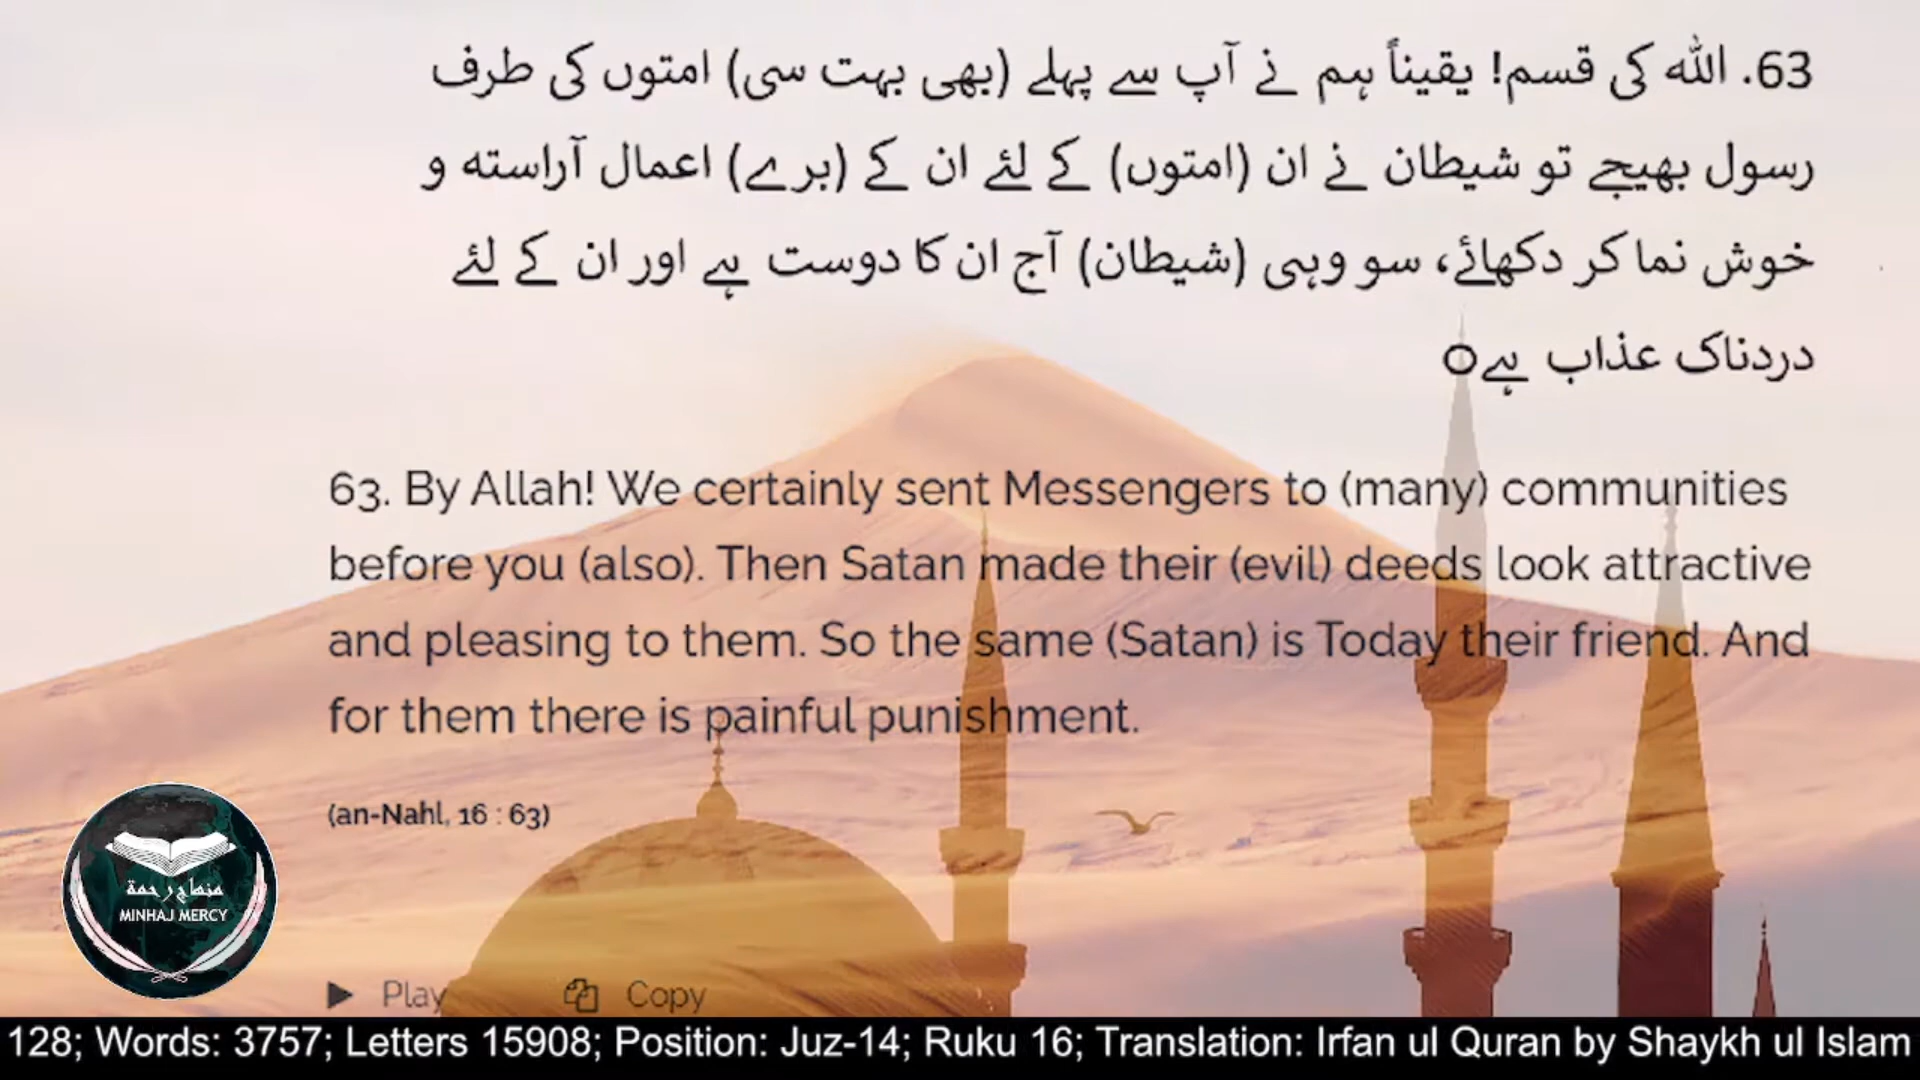 63. اللہ کی قسم! یقیناً ہم نے آپ سے پہلے (بھی بہت سی) امتوں کی طرف
رسول بھیجے تو شیطان نے ان (امتوں) کے لئے ان کے (برے) اعمال آراستہ و
خوش نما کر دکھائے، سو وہی (شیطان) آج ان کا دوست ہے اور ان کے لئے
دردناک عذاب ہےo
63. By Allah! We certainly sent Messengers to (many) communities
before you (also). Then Satan made their (evil) deeds look attractive
and pleasing to them. So the same (Satan) is Today their friend. And
for them there is painful punishment.
(an-Nahl, 16 : 63)
منهاج رحمة
MINHAJ MERCY
Play
Copy
128; Words: 3757; Letters 15908; Position: Juz-14; Ruku 16; Translation: Irfan ul Quran by Shaykh ul Islam